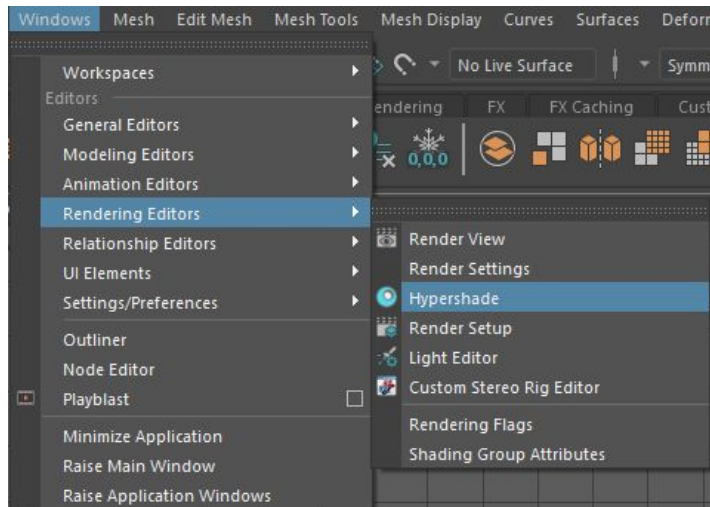 Windows Mesh Edit Mesh Mesh Tools Mesh Display Curves Surfaces Deforn
No Live Surface Symm
Workspaces
Editors
endering FX FX Caching Cust
General Editors
Modeling Editors
0,0,0
Animation Editors
Rendering Editors
Relationship Editors
UI Elements
Settings/Preferences
Outliner
Node Editor
Playblast
Minimize Application
Raise Main Window
Raise Application Windows
Render View
Render Settings
Hypershade
Render Setup
Light Editor
Custom Stereo Rig Editor
Rendering Flags
Shading Group Attributes